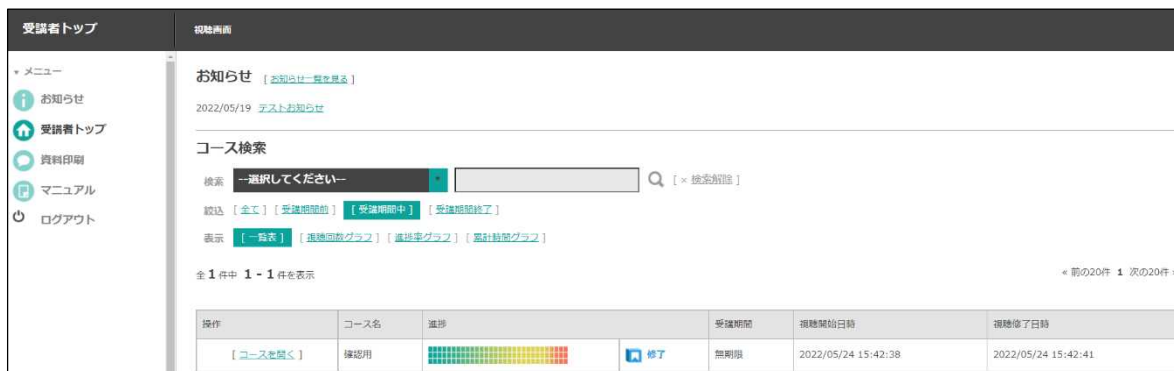 受講者トップ
視聴画面
▼ メニュー
お知らせ
受講者トップ
資料印刷
マニュアル
ログアウト
お知らせ [ お知らせ一覧を見る ]
2022/05/19 テストお知らせ
コース検索
検索 --選択してください-- [ × 検索解除 ]
絞込 [ 全て ] [ 受講期間前 ] [ 受講期間中 ] [ 受講期間終了 ]
表示 [ 一覧表 ] [ 視聴回数グラフ ] [ 進捗率グラフ ] [ 累計時間グラフ ]
全 1 件中 1 - 1 件を表示
« 前の20件 1 次の20件 »
操作 コース名 進捗 受講期間 視聴開始日時 視聴修了日時
[ コースを開く ] 確認用 修了 無期限 2022/05/24 15:42:38 2022/05/24 15:42:41